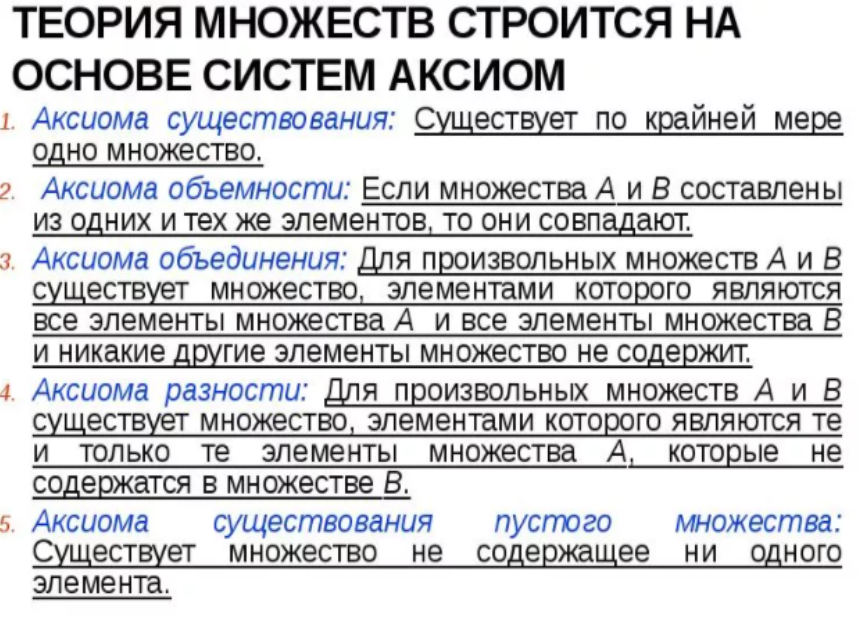 ТЕОРИЯ МНОЖЕСТВ СТРОИТСЯ НА
ОСНОВЕ СИСТЕМ АКСИОМ
1. Аксиома существования: Существует по крайней мере
одно множество.
2. Аксиома объемности: Если множества А и В составлены
из одних и тех же элементов, то они совпадают.
3. Аксиома объединения: Для произвольных множеств А и В
существует множество, элементами которого являются
все элементы множества А и все элементы множества В
и никакие другие элементы множество не содержит.
4. Аксиома разности: Для произвольных множеств А и В
существует множество, элементами которого являются те
и только те элементы множества А, которые не
содержатся в множестве В.
5. Аксиома существования пустого множества:
Существует множество не содержащее ни одного
элемента.